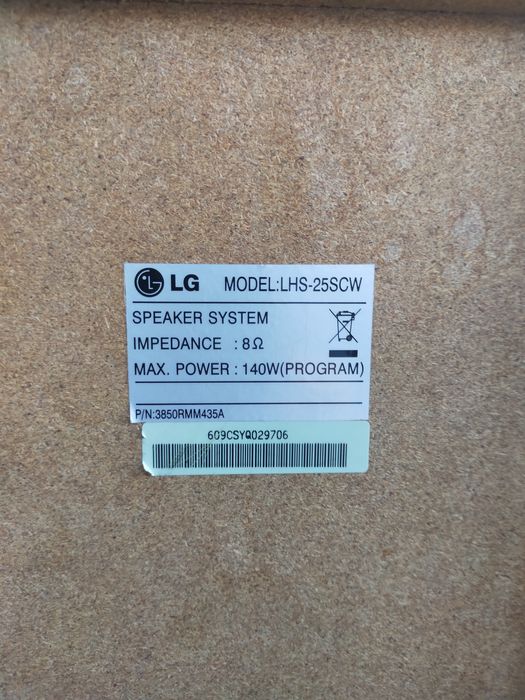 LG MODEL:LHS-25SCW
SPEAKER SYSTEM
IMPEDANCE : 8Ω
MAX. POWER : 140W(PROGRAM)
P/N:3850RMM435A
609CSYQ029706